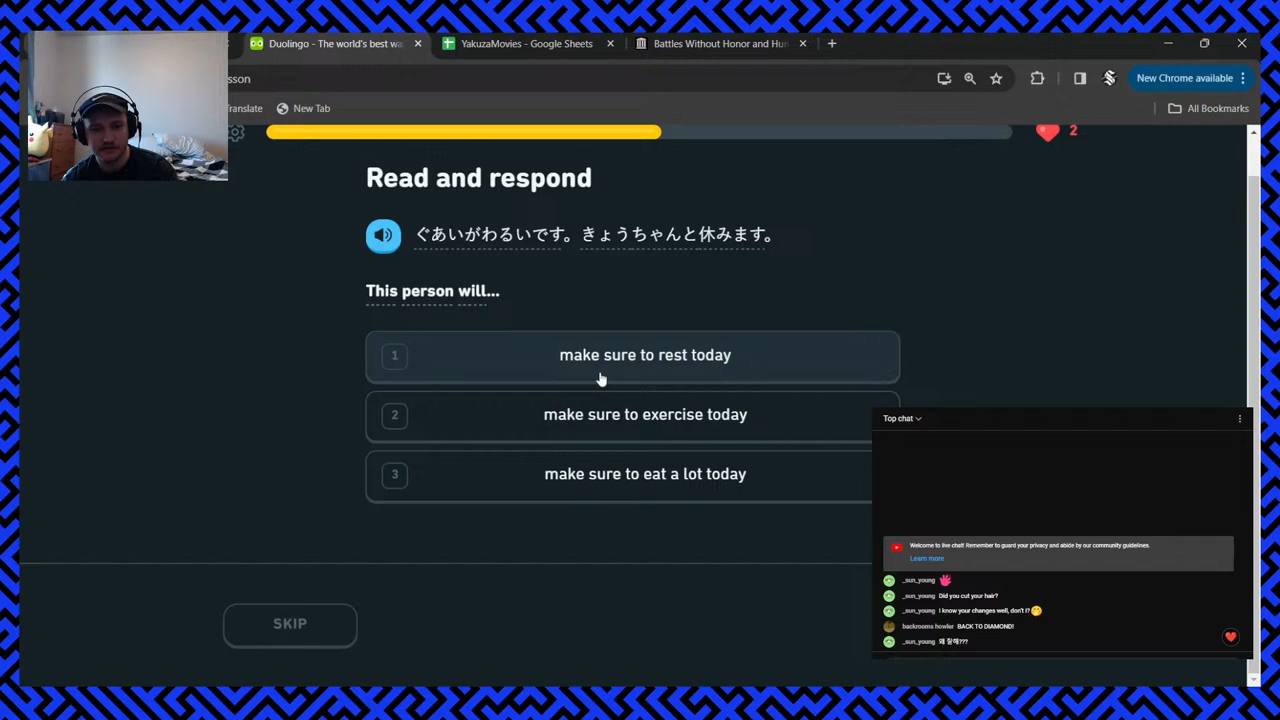 Duolingo - The world's best wa
YakuzaMovies - Google Sheets
Battles Without Honor and Hun
sson
New Chrome available
Translate
New Tab
All Bookmarks
2
Read and respond
ぐあいがわるいです。きょうちゃんと休みます。
This person will...
1
make sure to rest today
2
make sure to exercise today
3
make sure to eat a lot today
SKIP
Top chat
Welcome to live chat! Remember to guard your privacy and abide by our community guidelines.
Learn more
_sun_young
_sun_young Did you cut your hair?
_sun_young I know your changes well, don't I?
backrooms howler BACK TO DIAMOND!
_sun_young 왜 잘해???